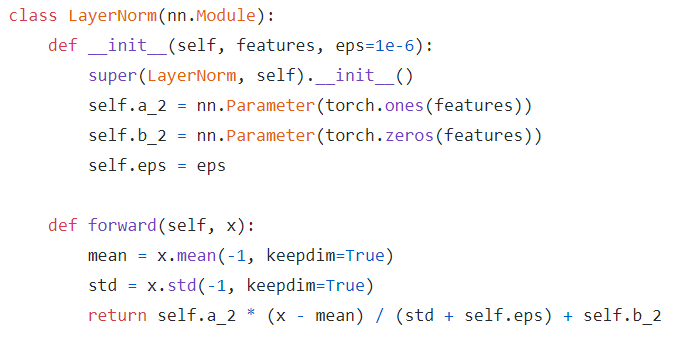 class LayerNorm(nn.Module):
    def __init__(self, features, eps=1e-6):
        super(LayerNorm, self).__init__()
        self.a_2 = nn.Parameter(torch.ones(features))
        self.b_2 = nn.Parameter(torch.zeros(features))
        self.eps = eps

    def forward(self, x):
        mean = x.mean(-1, keepdim=True)
        std = x.std(-1, keepdim=True)
        return self.a_2 * (x - mean) / (std + self.eps) + self.b_2